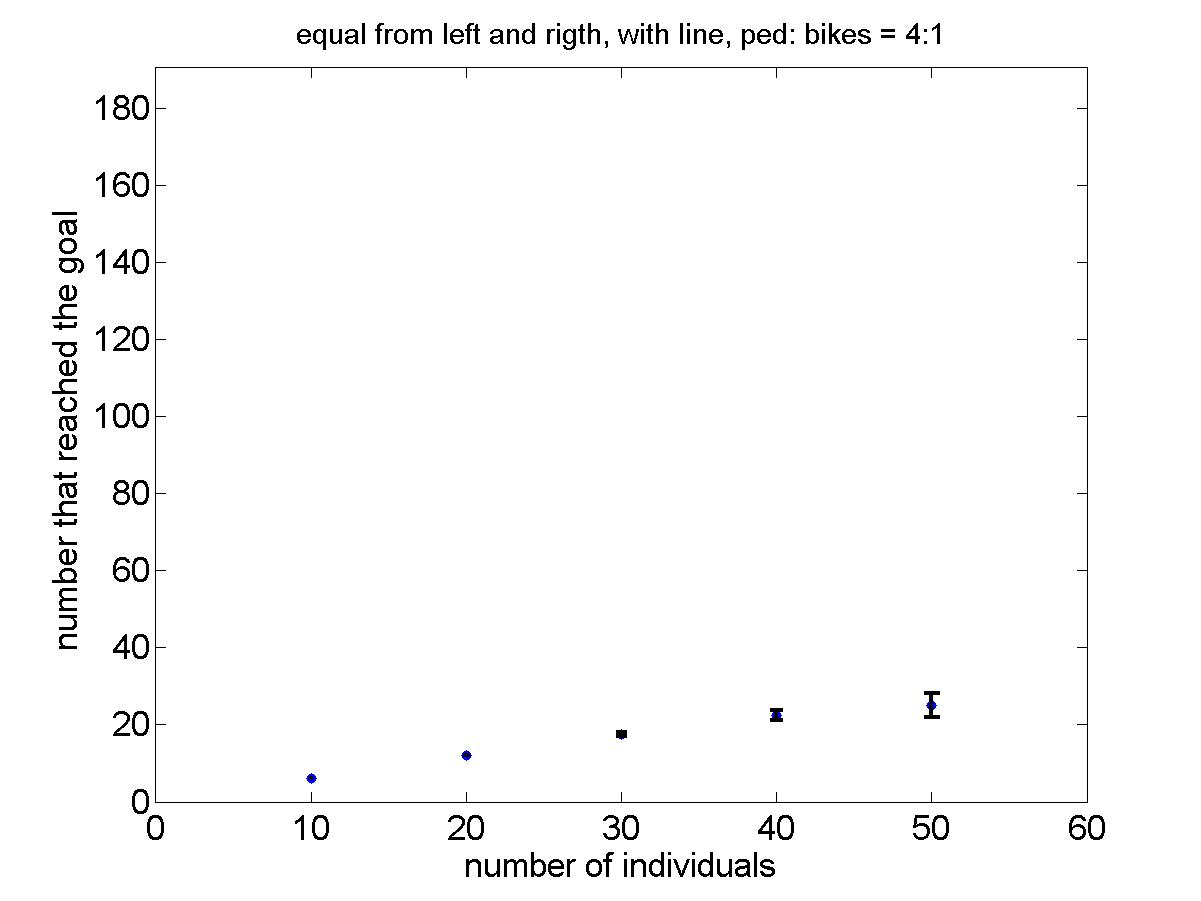 equal from left and rigth, with line, ped: bikes = 4:1
180
160
140
120
100
80
60
40
20
0
number that reached the goal
0 10 20 30 40 50 60
number of individuals